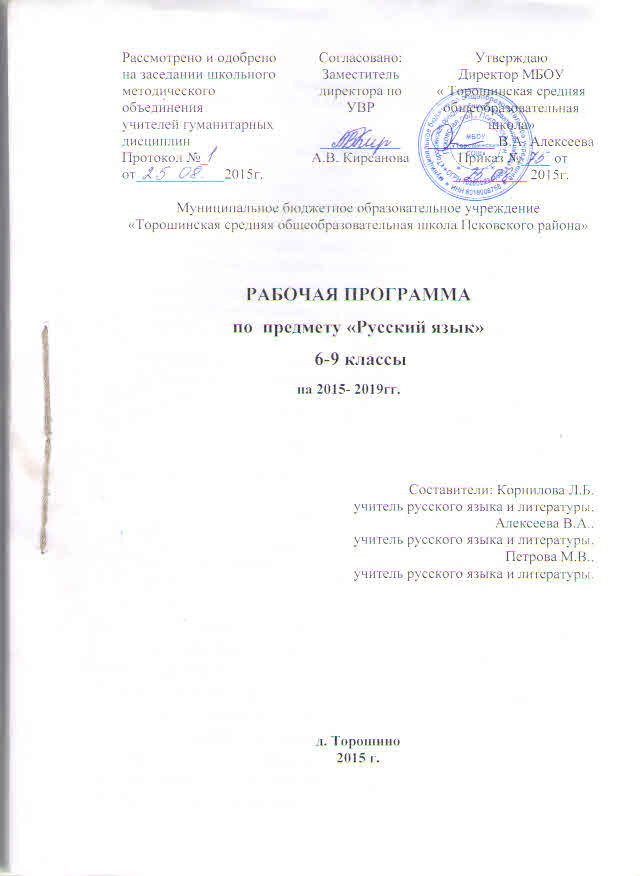 Рассмотрено и одобрено
на заседании школьного
методического
объединения
учителей гуманитарных
дисциплин
Протокол № 1
от 25 08. 2015г.
Согласовано:
Заместитель
директора по
УВР
А.В. Кирсанова
Утверждаю
Директор МБОУ
« Торошинская средняя
общеобразовательная
школа»
В.А. Алексеева
Приказ № 75 от
2015г.
МБОУ
Муниципальное бюджетное образовательное учреждение
«Торошинская средняя общеобразовательная школа Псковского района»
РАБОЧАЯ ПРОГРАММА
по предмету «Русский язык»
6-9 классы
на 2015- 2019гг.
Составители: Корнилова Л.Б.
учитель русского языка и литературы.
Алексеева В.А..
учитель русского языка и литературы.
Петрова М.В..
учитель русского языка и литературы.
д. Торошино
2015 г.